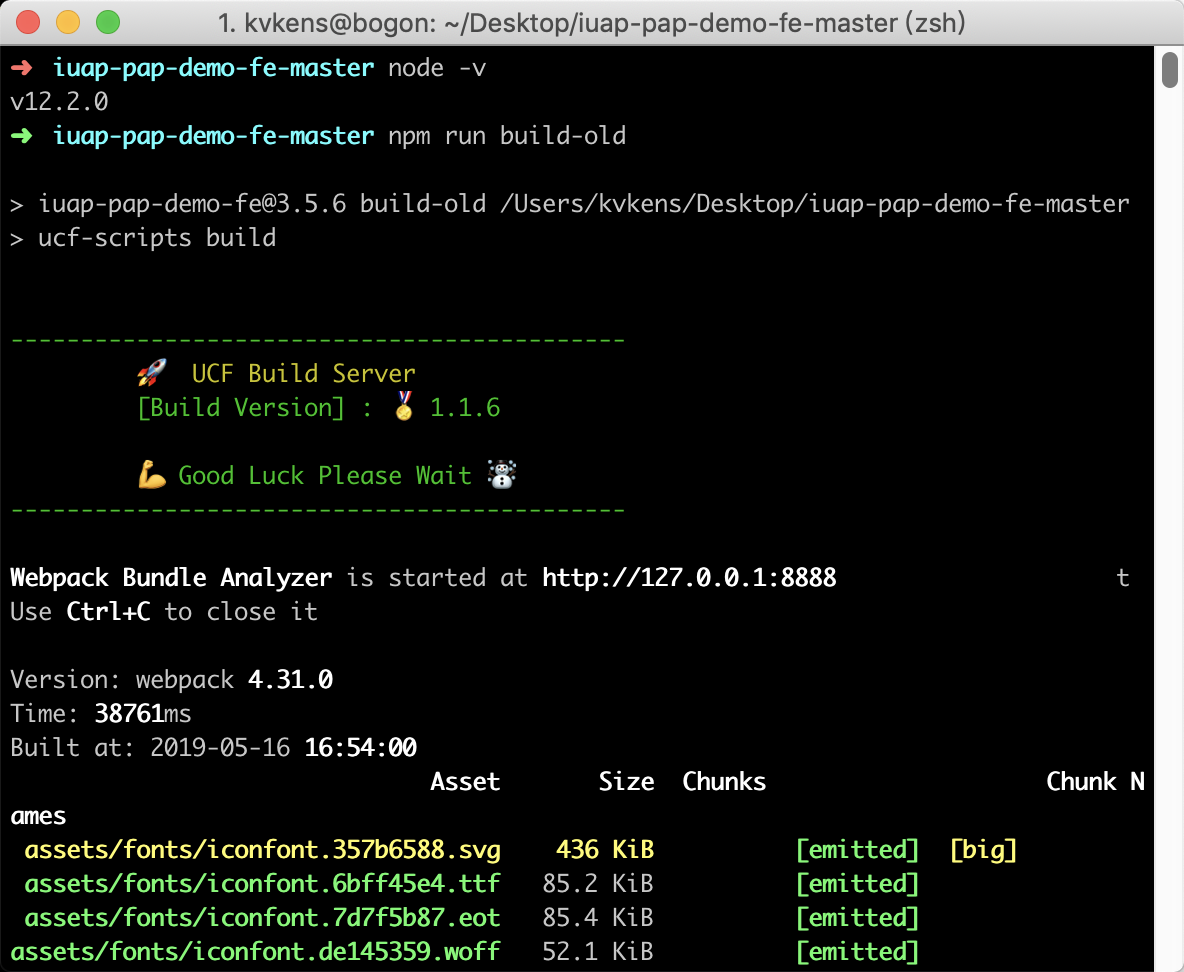 1. kvkens@bogon: ~/Desktop/iuap-pap-demo-fe-master (zsh)
➜ iuap-pap-demo-fe-master node -v
v12.2.0
➜ iuap-pap-demo-fe-master npm run build-old
> iuap-pap-demo-fe@3.5.6 build-old /Users/kvkens/Desktop/iuap-pap-demo-fe-master
> ucf-scripts build
--------------------------------------------
🚀 UCF Build Server
[Build Version] : 🏅 1.1.6
💪 Good Luck Please Wait ☃️
--------------------------------------------
Webpack Bundle Analyzer is started at http://127.0.0.1:8888 t
Use Ctrl+C to close it
Version: webpack 4.31.0
Time: 38761ms
Built at: 2019-05-16 16:54:00
Asset Size Chunks Chunk N
ames
assets/fonts/iconfont.357b6588.svg 436 KiB [emitted] [big]
assets/fonts/iconfont.6bff45e4.ttf 85.2 KiB [emitted]
assets/fonts/iconfont.7d7f5b87.eot 85.4 KiB [emitted]
assets/fonts/iconfont.de145359.woff 52.1 KiB [emitted]